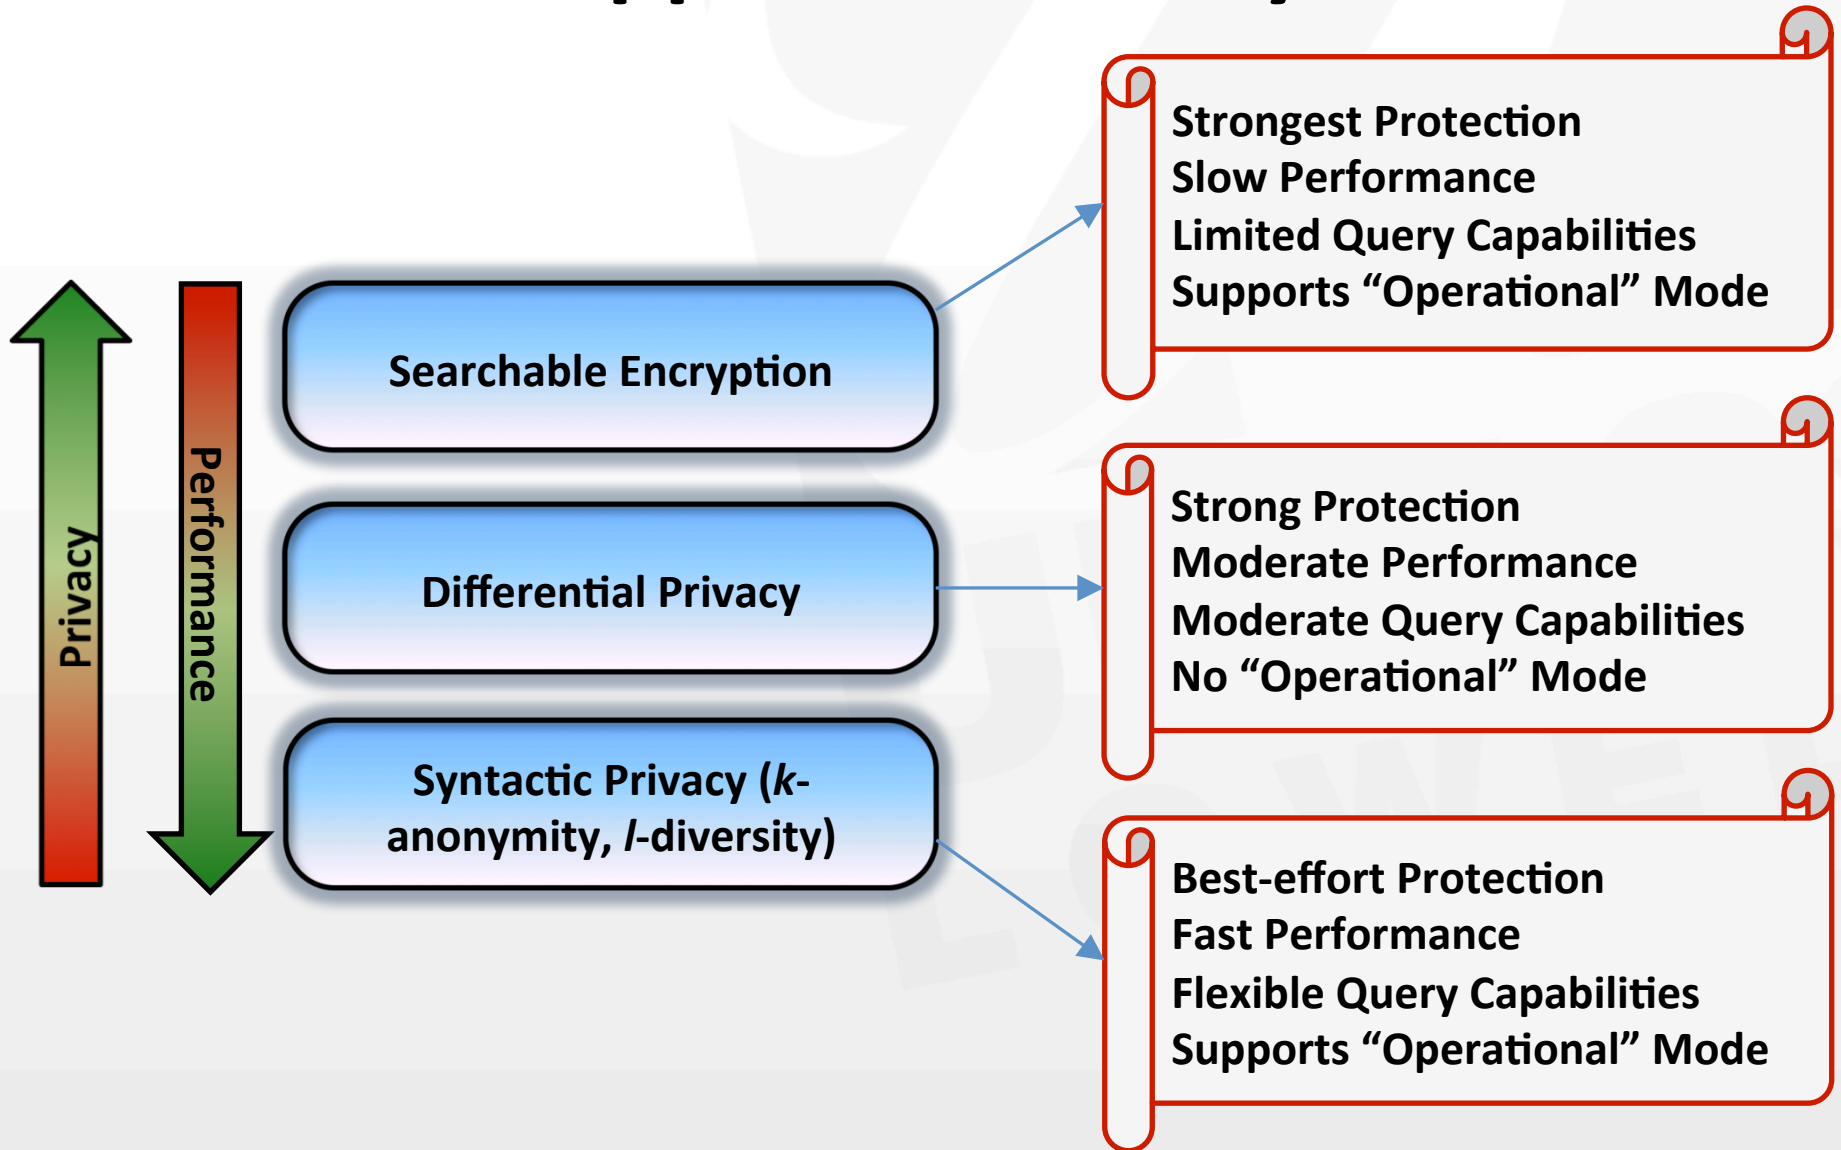 Strongest Protection
Slow Performance
Limited Query Capabilities
Supports “Operational” Mode
Searchable Encryption
Privacy
Performance
Strong Protection
Moderate Performance
Moderate Query Capabilities
No “Operational” Mode
Differential Privacy
Syntactic Privacy (k-
anonymity, l-diversity)
Best-effort Protection
Fast Performance
Flexible Query Capabilities
Supports “Operational” Mode